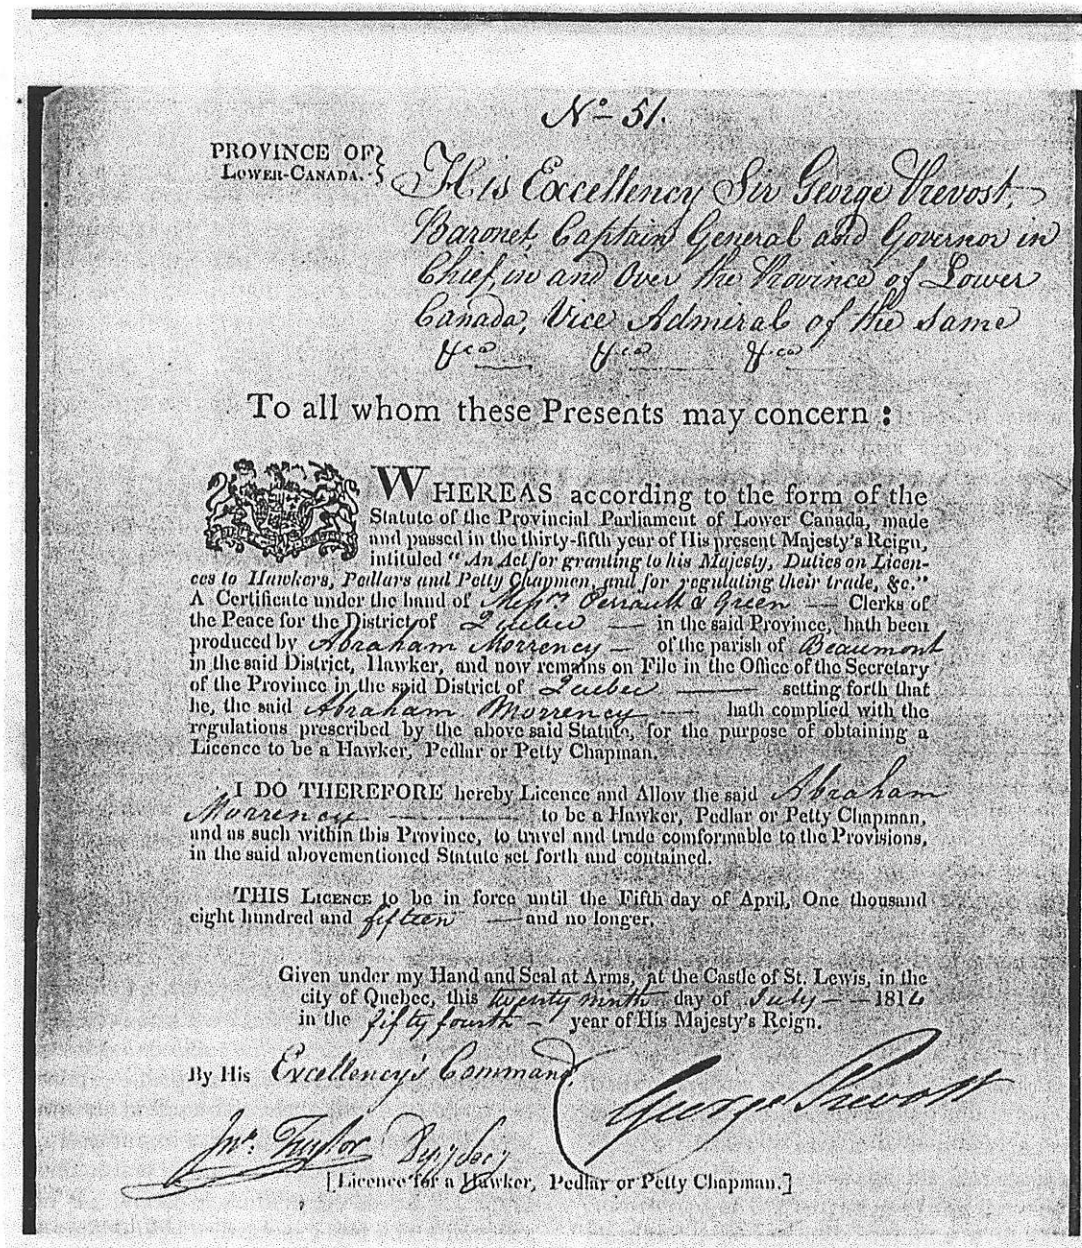 No 51.
PROVINCE OF
LOWER-CANADA.
His Excellency Sir George Prevost,
Baronet, Captain General and Governor in
Chief, in and Over the Province of Lower
Canada, Vice Admiral of the Same
&ca &ca &ca
To all whom these Presents may concern :
WHEREAS according to the form of the
Statute of the Provincial Parliament of Lower Canada, made
and passed in the thirty-fifth year of His present Majesty's Reign,
intituled "An Act for granting to his Majesty, Duties on Licen-
ces to Hawkers, Pedlars and Petty Chapmen, and for regulating their trade, &c."
A Certificate under the hand of Messrs Perrault & Green — Clerks of
the Peace for the District of Quebec — in the said Province, hath been
produced by Abraham Morrency — of the parish of Beaumont
in the said District, Hawker, and now remains on File in the Office of the Secretary
of the Province in the said District of Quebec — setting forth that
he, the said Abraham Morrency — hath complied with the
regulations prescribed by the above said Statute, for the purpose of obtaining a
Licence to be a Hawker, Pedlar or Petty Chapman.
I DO THEREFORE hereby Licence and Allow the said Abraham
Morrency — to be a Hawker, Pedlar or Petty Chapman,
and as such within this Province, to travel and trade comformable to the Provisions,
in the said abovementioned Statute set forth and contained.
THIS LICENCE to be in force until the Fifth day of April, One thousand
eight hundred and fifteen — and no longer.
Given under my Hand and Seal at Arms, at the Castle of St. Lewis, in the
city of Quebec, this twenty ninth day of July — 1814
in the fifty fourth — year of His Majesty's Reign.
By His Excellency's Command,
George Prevost
Jno. Taylor Depy Secy
[Licence for a Hawker, Pedlar or Petty Chapman.]